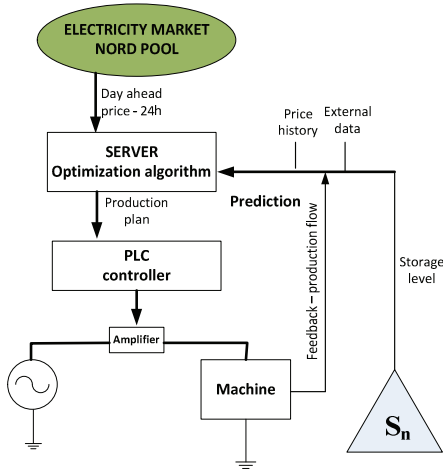 ELECTRICITY MARKET
NORD POOL
Day ahead
price - 24h
Price
history
External
data
SERVER
Optimization algorithm
Prediction
Production
plan
PLC
controller
Feedback – production flow
Storage
level
Amplifier
Machine
Sn